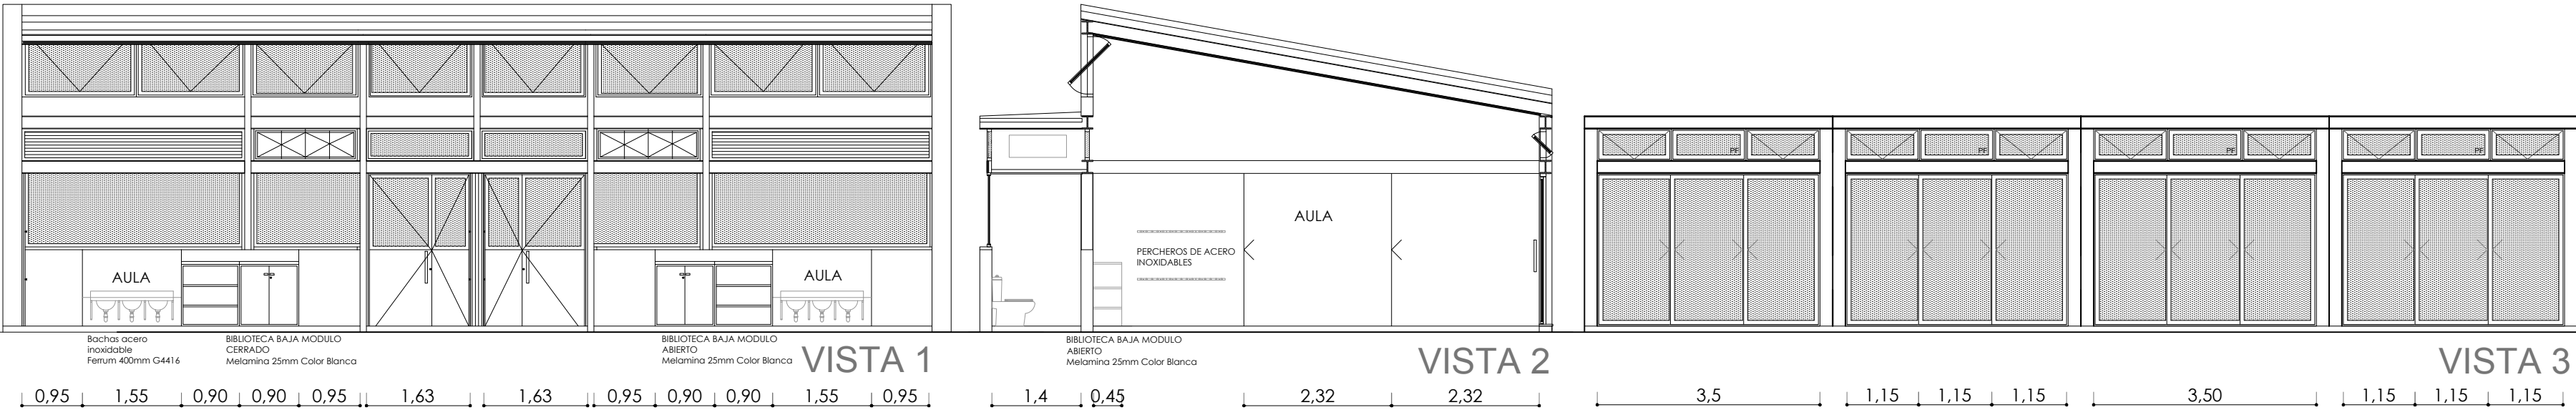 AULA
AULA
Bachas acero
inoxidable
Ferrum 400mm G4416
BIBLIOTECA BAJA MODULO
CERRADO
Melamina 25mm Color Blanca
BIBLIOTECA BAJA MODULO
ABIERTO
Melamina 25mm Color Blanca
VISTA 1
0,95 1,55 0,90 0,90 0,95 1,63 1,63 0,95 0,90 0,90 1,55 0,95
AULA
PERCHEROS DE ACERO
INOXIDABLES
BIBLIOTECA BAJA MODULO
ABIERTO
Melamina 25mm Color Blanca
VISTA 2
1,4 0,45 2,32 2,32
PF PF PF PF
VISTA 3
3,5 1,15 1,15 1,15 3,50 1,15 1,15 1,15